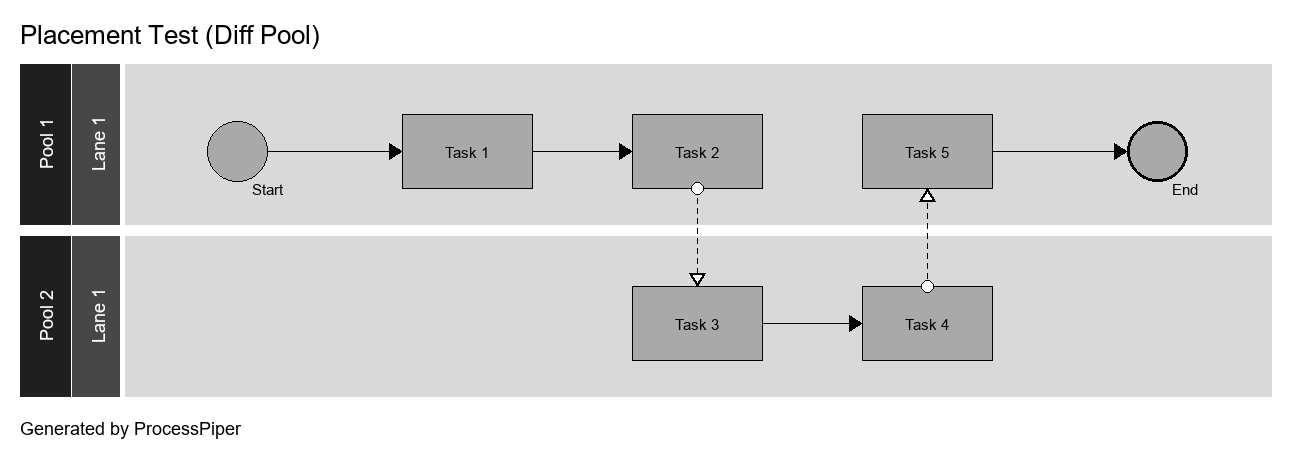 Placement Test (Diff Pool)
Pool 1
Lane 1
Start
Task 1
Task 2
Task 5
End
Pool 2
Lane 1
Task 3
Task 4
Generated by ProcessPiper